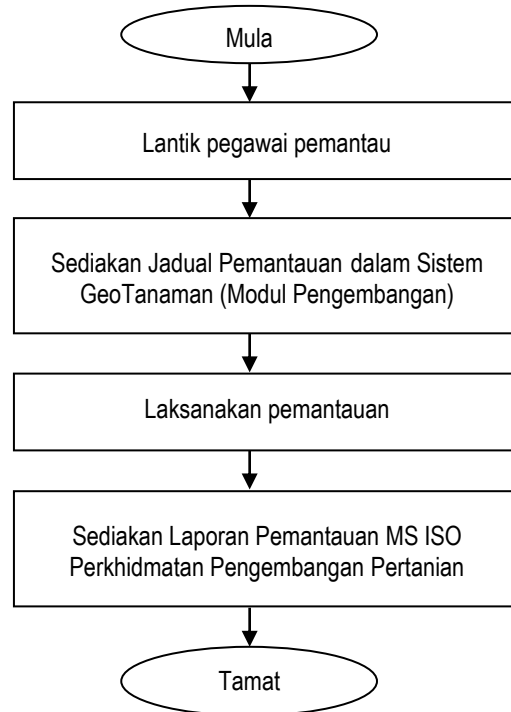 Mula
Lantik pegawai pemantau
Sediakan Jadual Pemantauan dalam Sistem
GeoTanaman (Modul Pengembangan)
Laksanakan pemantauan
Sediakan Laporan Pemantauan MS ISO
Perkhidmatan Pengembangan Pertanian
Tamat